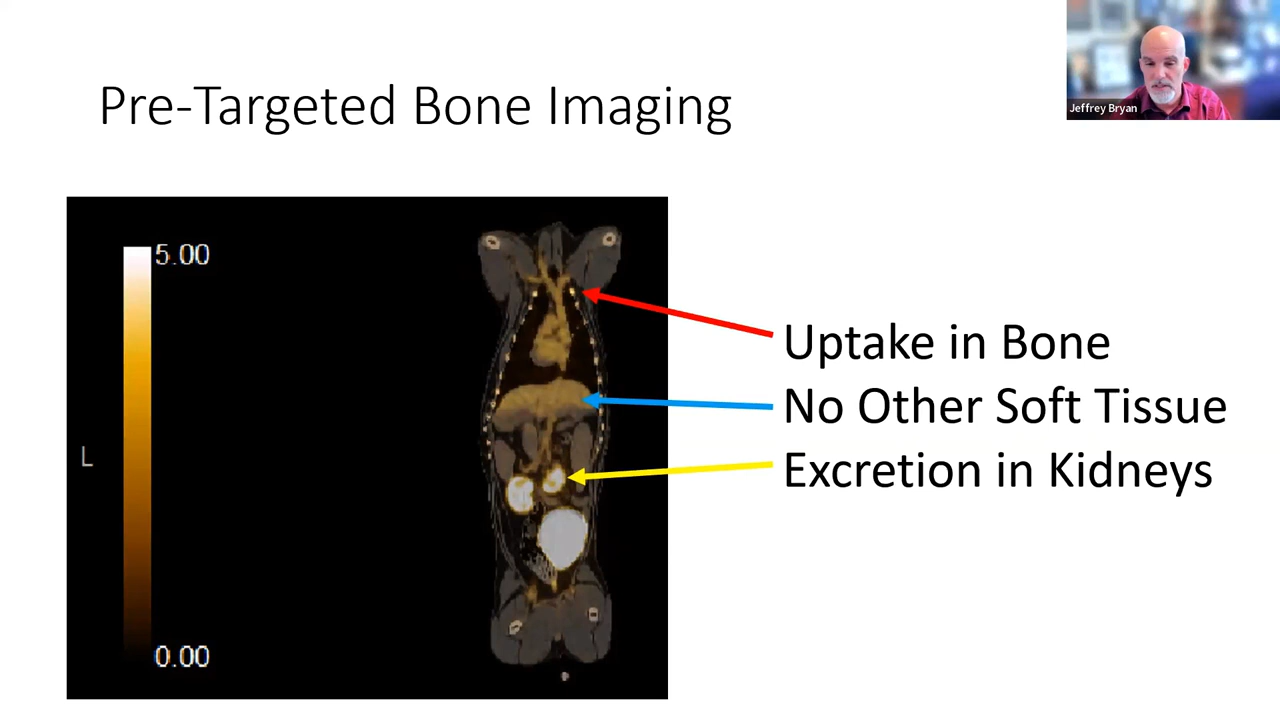 Pre-Targeted Bone Imaging
Jeffrey Bryan
5.00
L
0.00
Uptake in Bone
No Other Soft Tissue
Excretion in Kidneys